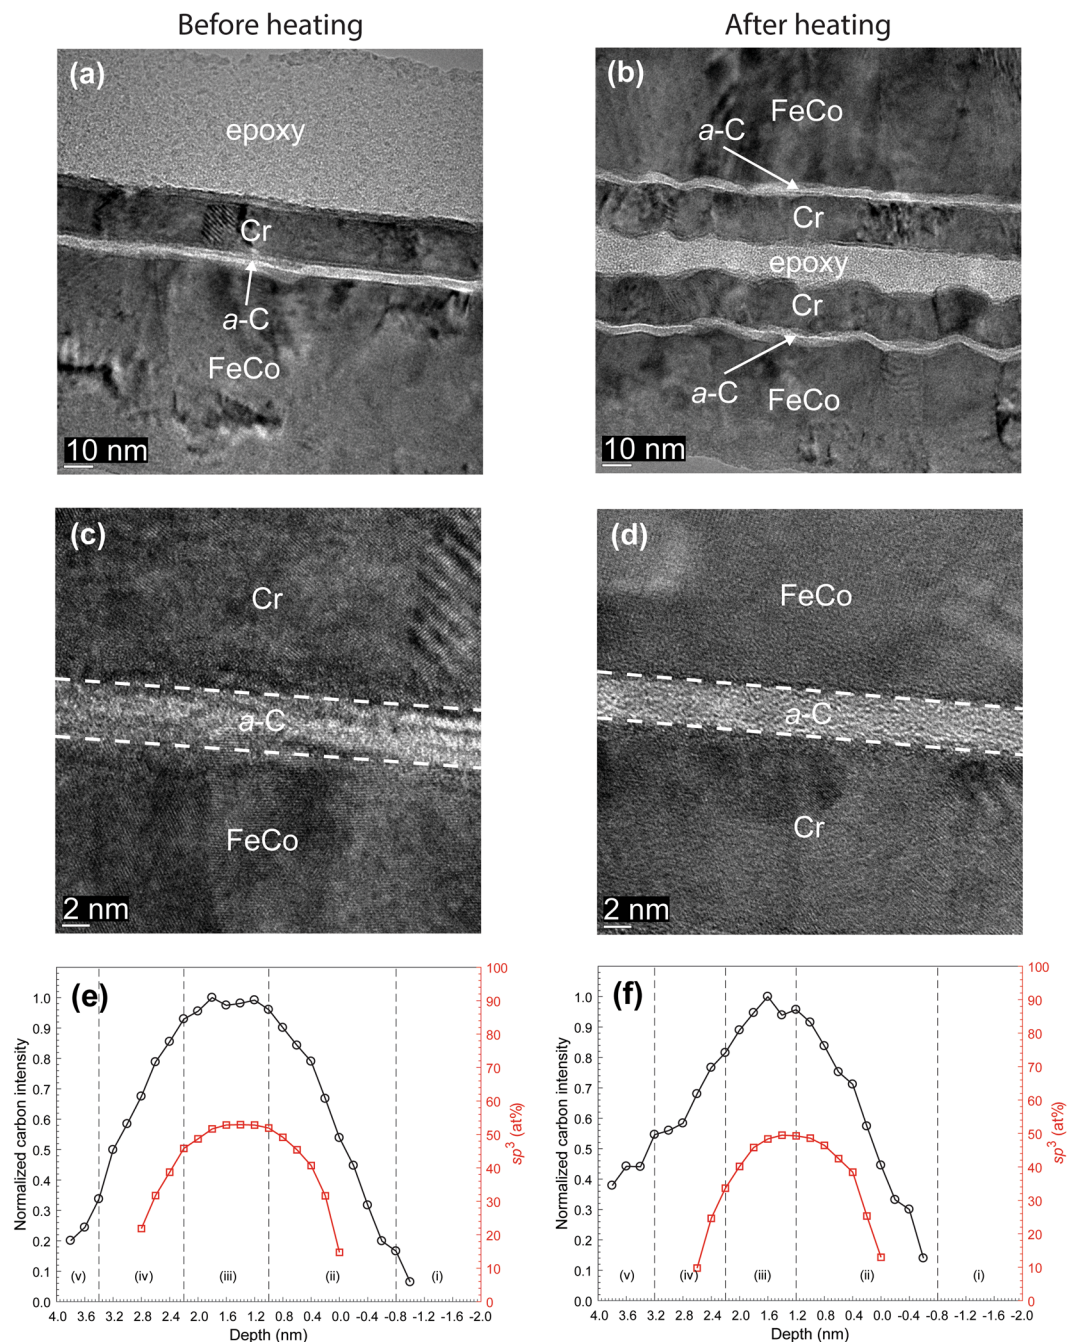 Before heating
After heating
(a)
epoxy
Cr
a-C
FeCo
10 nm
(b)
FeCo
a-C
Cr
epoxy
Cr
a-C
FeCo
10 nm
(c)
Cr
a-C
FeCo
2 nm
(d)
FeCo
a-C
Cr
2 nm
(e)
Normalized carbon intensity
1.0
0.9
0.8
0.7
0.6
0.5
0.4
0.3
0.2
0.1
0.0
100
90
80
70
60
50
40
30
20
10
0
sp³ (at%)
(v) (iv) (iii) (ii) (i)
4.0 3.6 3.2 2.8 2.4 2.0 1.6 1.2 0.8 0.4 0.0 -0.4 -0.8 -1.2 -1.6 -2.0
Depth (nm)
(f)
Normalized carbon intensity
1.0
0.9
0.8
0.7
0.6
0.5
0.4
0.3
0.2
0.1
0.0
100
90
80
70
60
50
40
30
20
10
0
sp³ (at%)
(v) (iv) (iii) (ii) (i)
4.0 3.6 3.2 2.8 2.4 2.0 1.6 1.2 0.8 0.4 0.0 -0.4 -0.8 -1.2 -1.6 -2.0
Depth (nm)